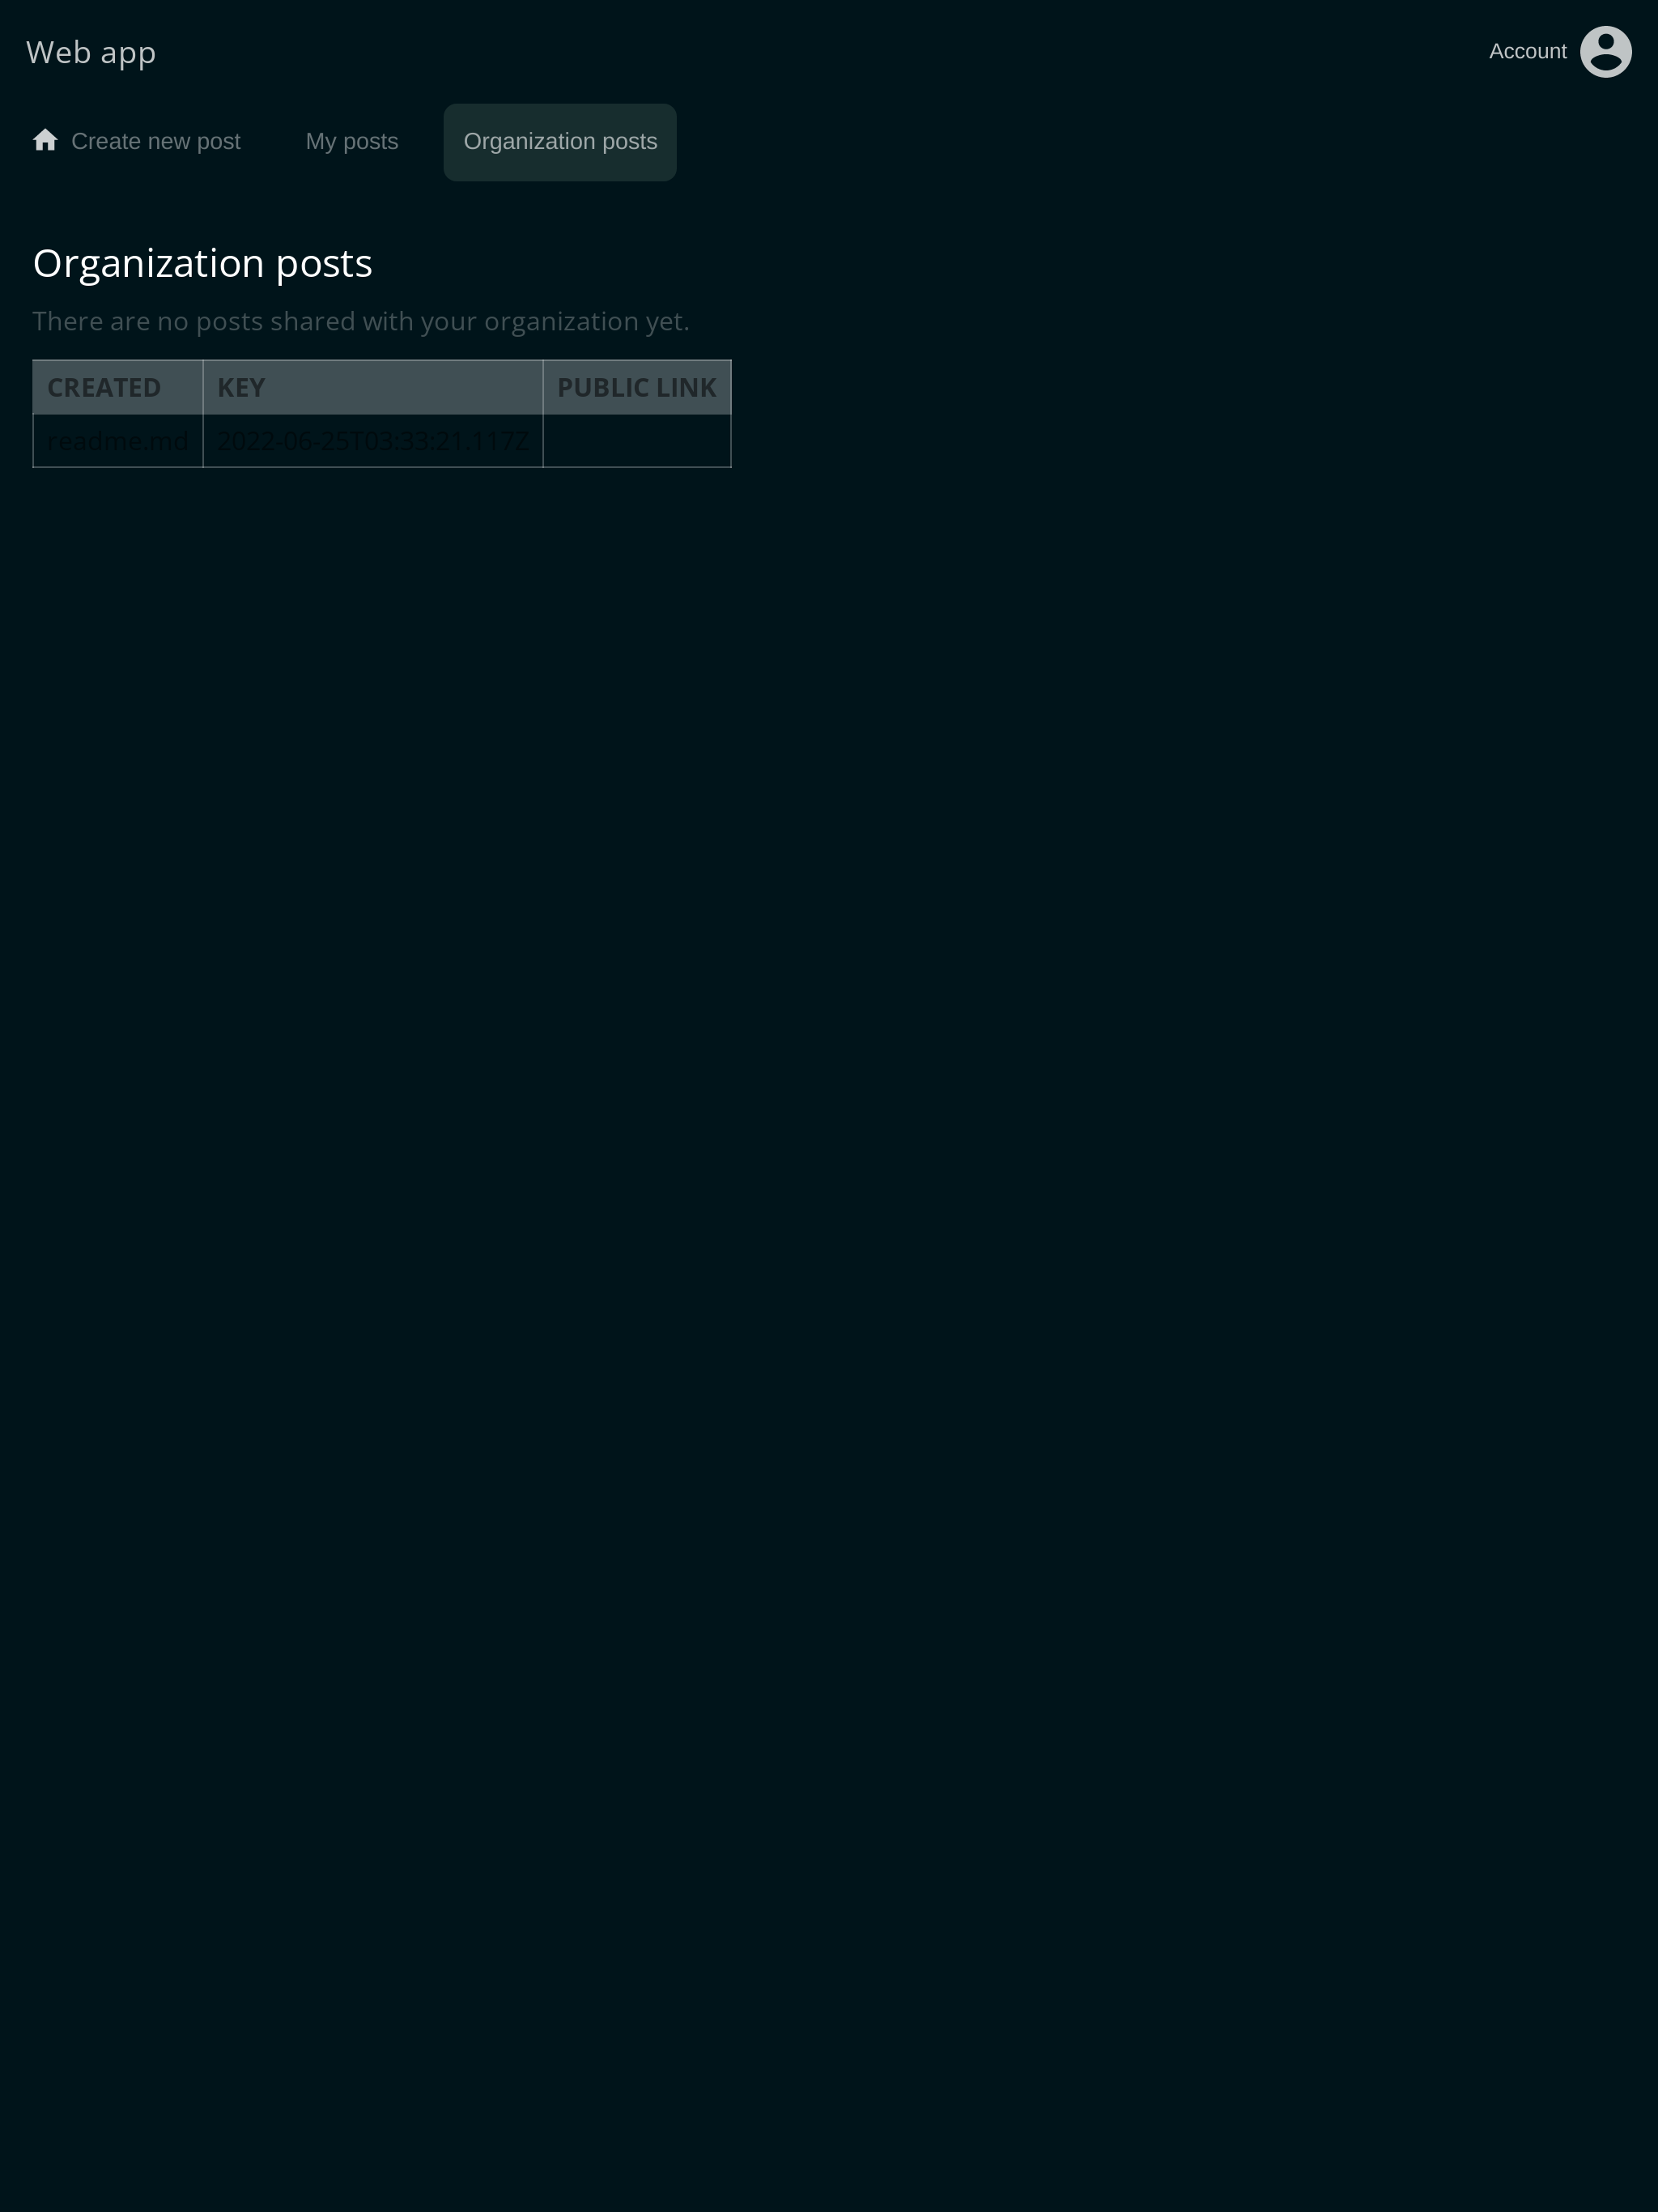 Web app
Account
Create new post My posts Organization posts
Organization posts
There are no posts shared with your organization yet.
CREATED KEY PUBLIC LINK
readme.md 2022-06-25T03:33:21.117Z